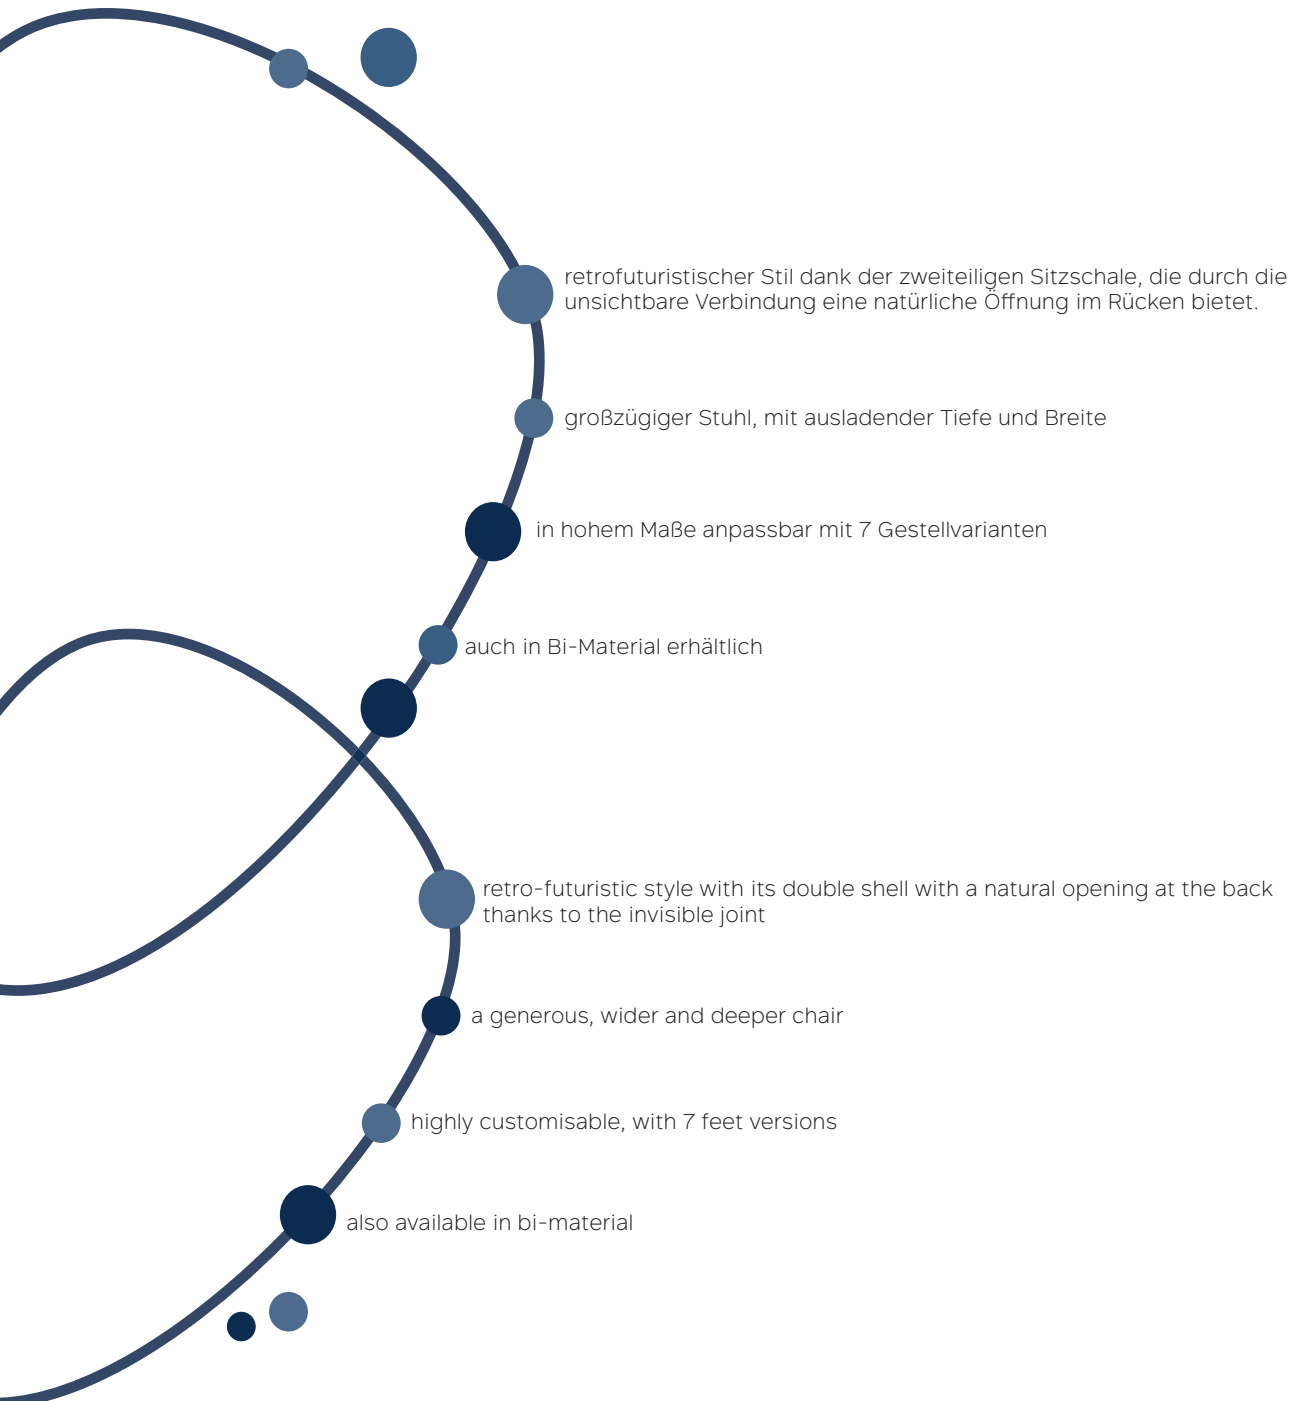 retrofuturistischer Stil dank der zweiteiligen Sitzschale, die durch die
unsichtbare Verbindung eine natürliche Öffnung im Rücken bietet.
großzügiger Stuhl, mit ausladender Tiefe und Breite
in hohem Maße anpassbar mit 7 Gestellvarianten
auch in Bi-Material erhältlich
retro-futuristic style with its double shell with a natural opening at the back
thanks to the invisible joint
a generous, wider and deeper chair
highly customisable, with 7 feet versions
also available in bi-material